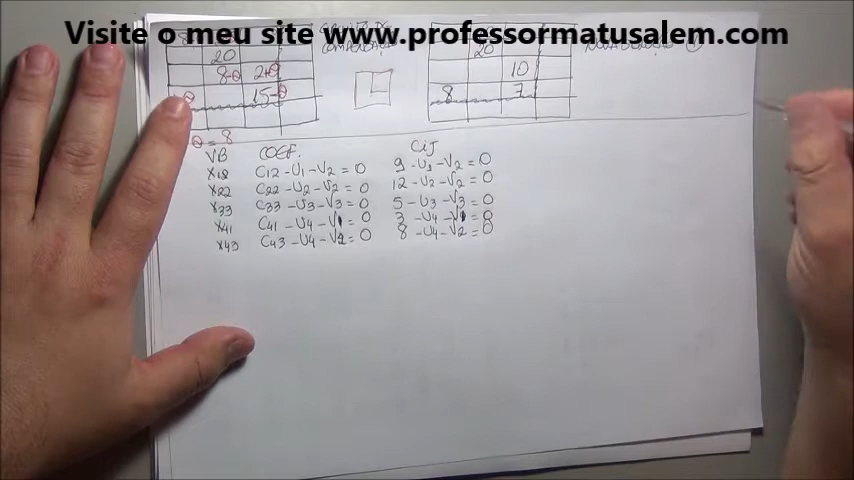 Visite o meu site www.professormatusalem.com
20
20
8-θ 2+θ
10
15-θ
8 7
θ = 8
VB COEF. CiJ
X12 C12 - U1 - V2 = 0 9 - U1 - V2 = 0
X22 C22 - U2 - V2 = 0 12 - U2 - V2 = 0
X33 C33 - U3 - V3 = 0 5 - U3 - V3 = 0
X41 C41 - U4 - V1 = 0 3 - U4 - V1 = 0
X43 C43 - U4 - V2 = 0 8 - U4 - V2 = 0